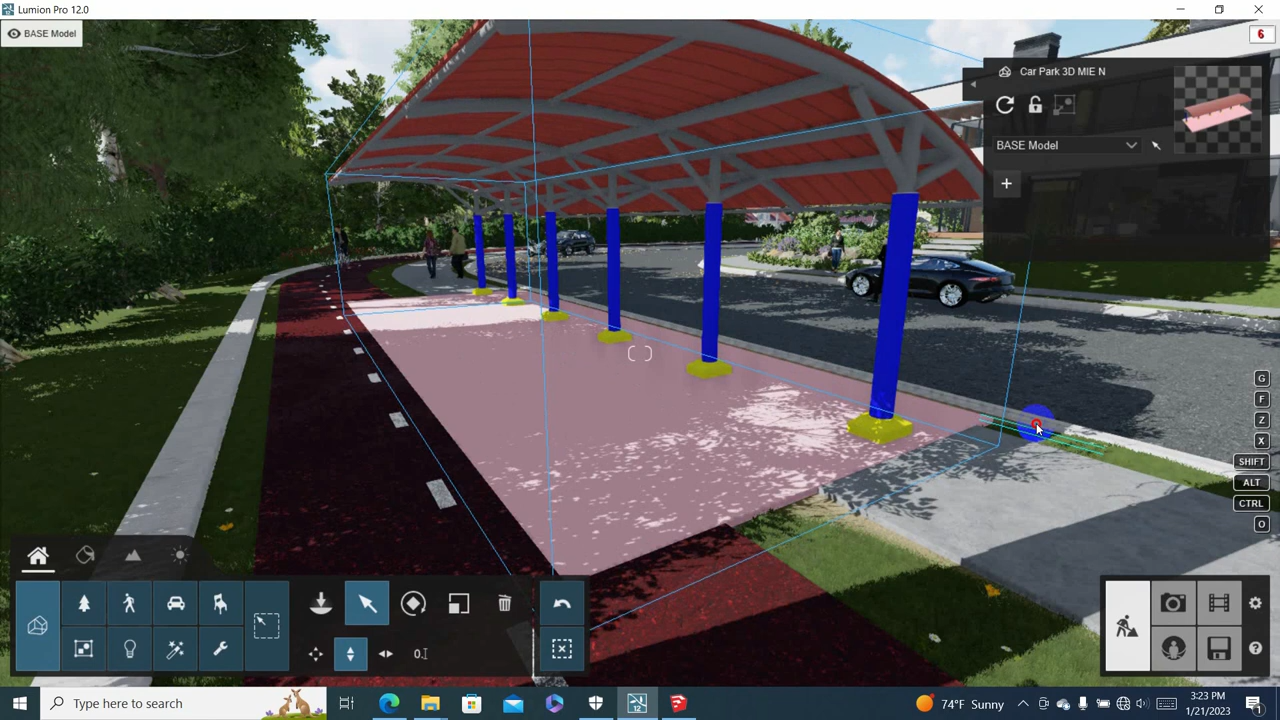 Lumion Pro 12.0
BASE Model
6
Car Park 3D MIE N
BASE Model
G
F
Z
X
SHIFT
ALT
CTRL
O
Type here to search
12
74°F Sunny
3:23 PM
1/21/2023
1